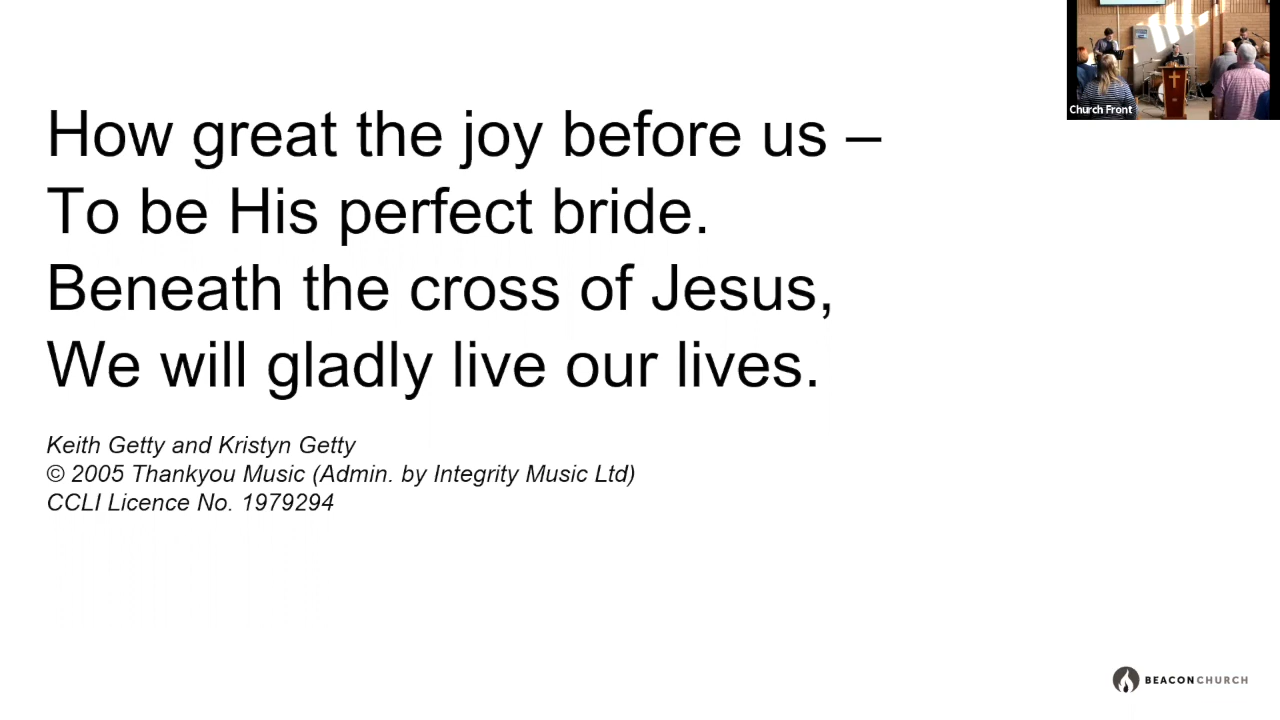 How great the joy before us –
To be His perfect bride.
Beneath the cross of Jesus,
We will gladly live our lives.
Keith Getty and Kristyn Getty
© 2005 Thankyou Music (Admin. by Integrity Music Ltd)
CCLI Licence No. 1979294
Church Front
BEACONCHURCH